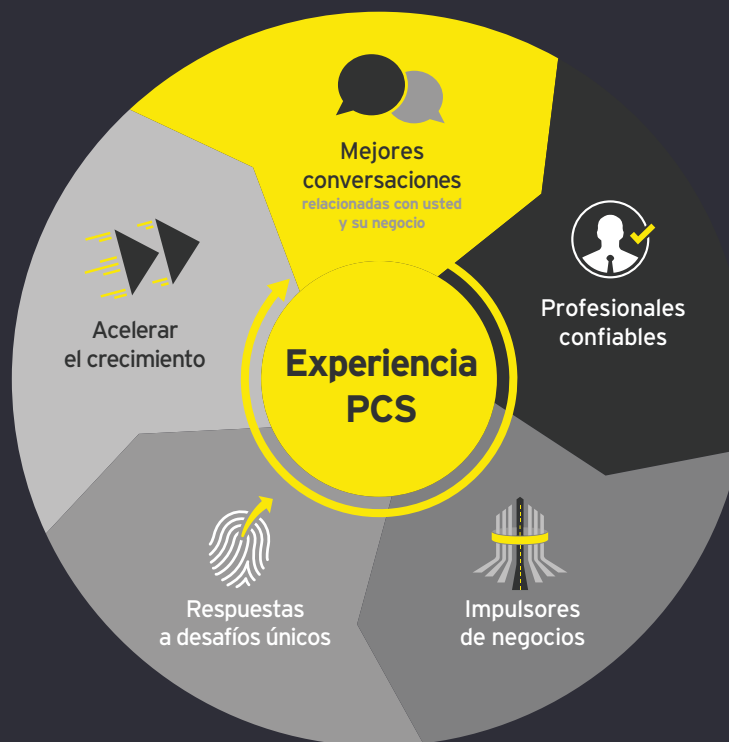 Mejores
conversaciones
relacionadas con usted
y su negocio
Profesionales
confiables
Impulsores
de negocios
Respuestas
a desafíos únicos
Acelerar
el crecimiento
Experiencia
PCS